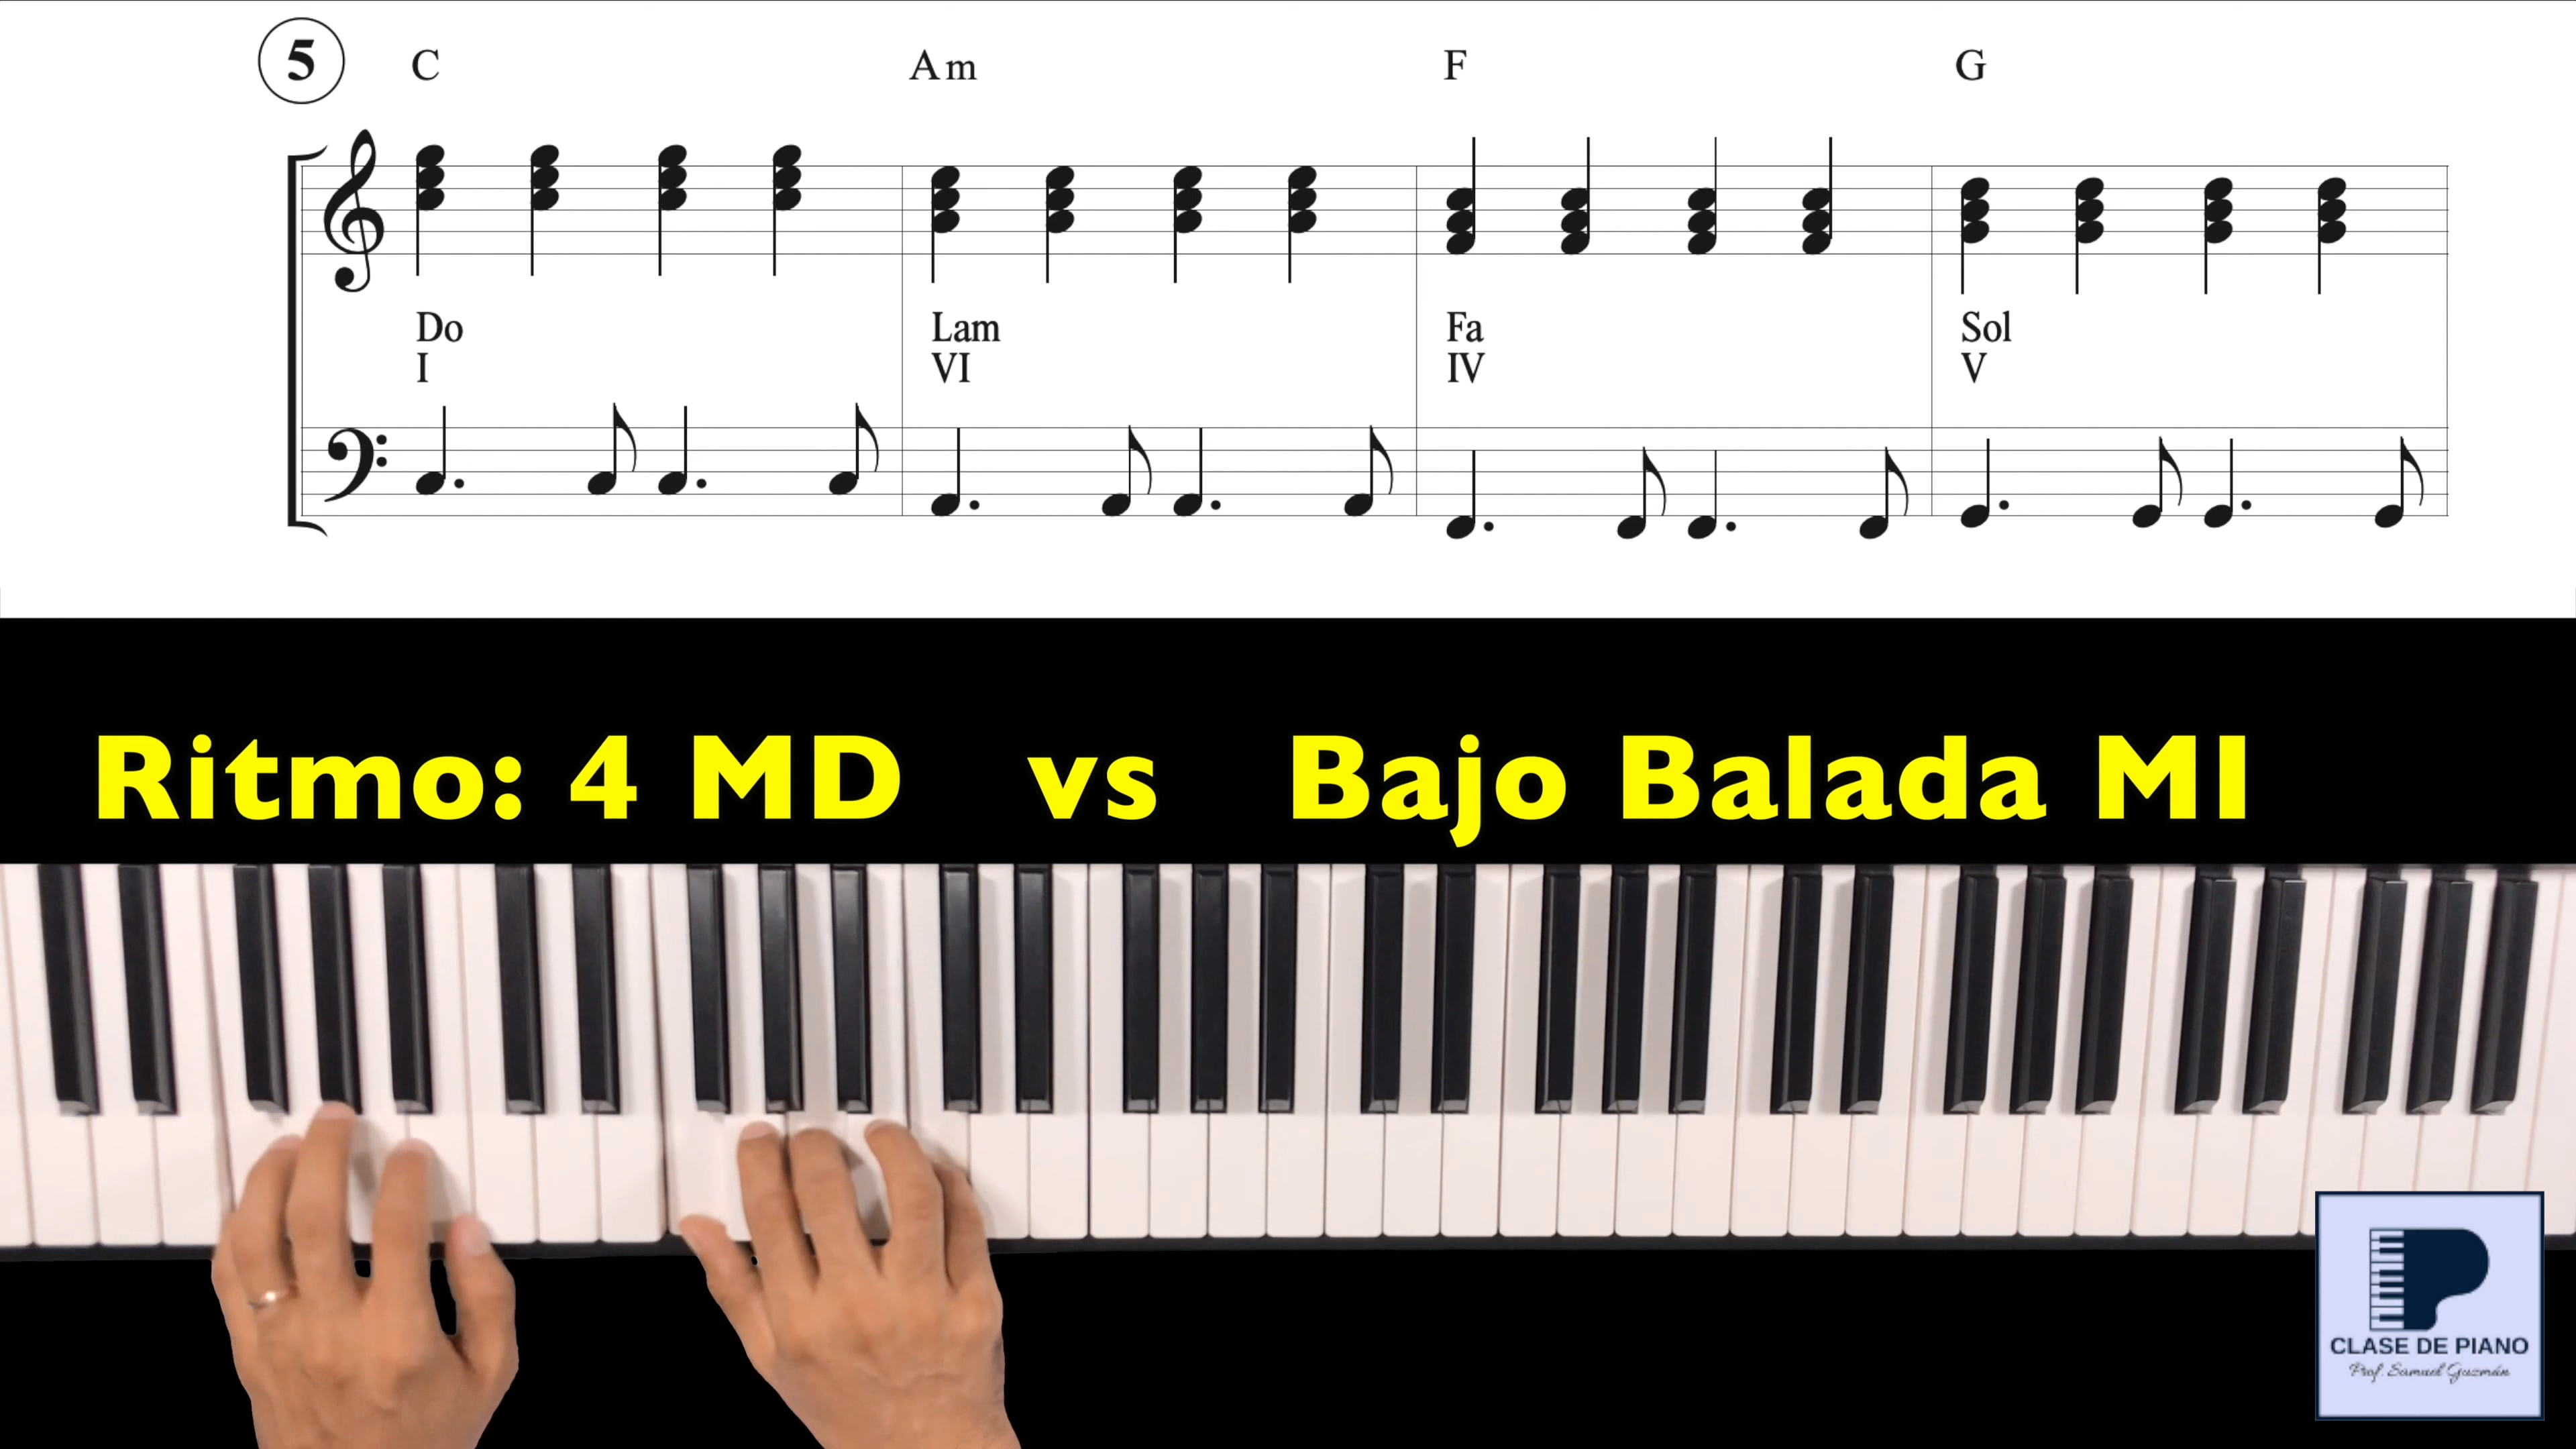 5 C Am F G
Do Lam Fa Sol
I VI IV V
Ritmo: 4 MD vs Bajo Balada MI
CLASE DE PIANO
Prof. Samuel Guzmán